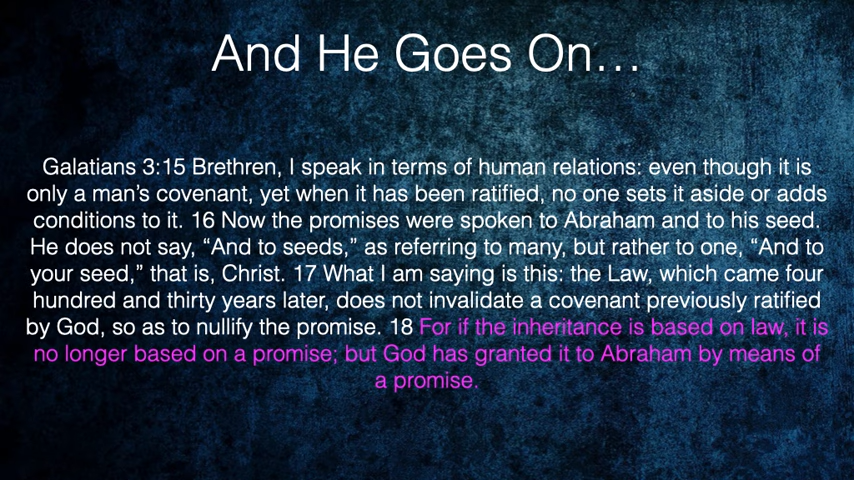 And He Goes On…
Galatians 3:15 Brethren, I speak in terms of human relations: even though it is
only a man’s covenant, yet when it has been ratified, no one sets it aside or adds
conditions to it. 16 Now the promises were spoken to Abraham and to his seed.
He does not say, “And to seeds,” as referring to many, but rather to one, “And to
your seed,” that is, Christ. 17 What I am saying is this: the Law, which came four
hundred and thirty years later, does not invalidate a covenant previously ratified
by God, so as to nullify the promise. 18 For if the inheritance is based on law, it is
no longer based on a promise; but God has granted it to Abraham by means of
a promise.